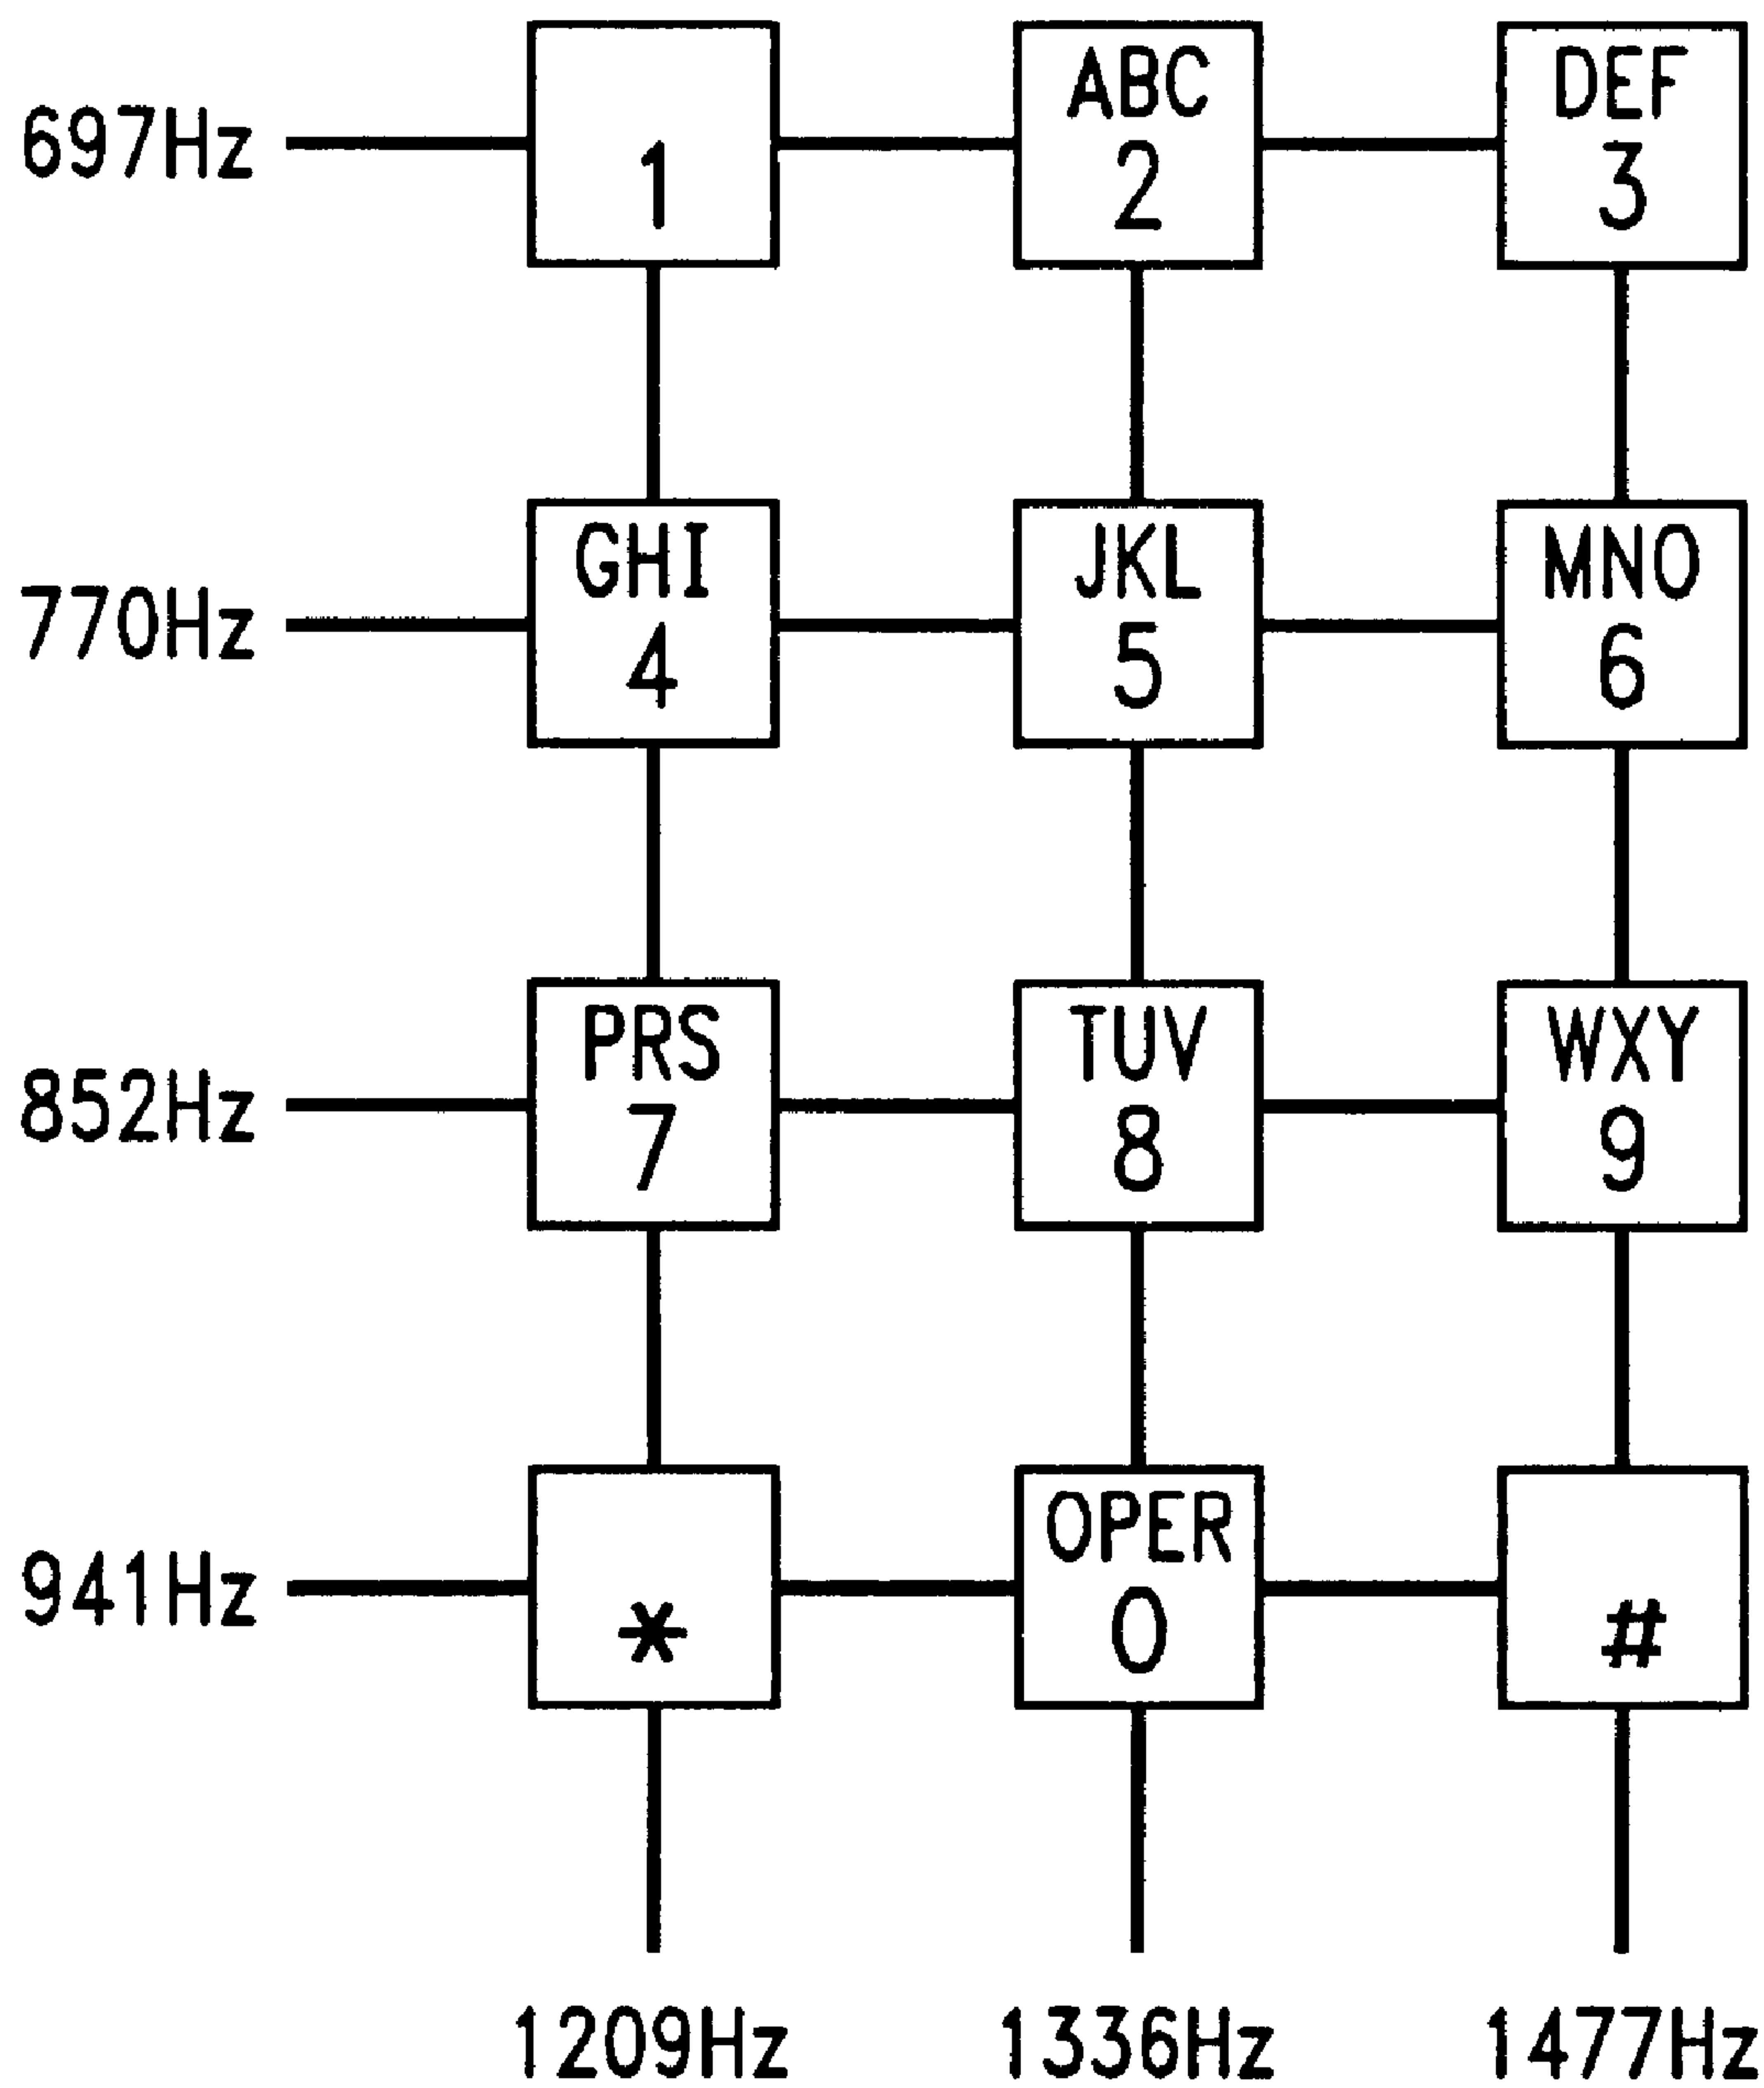 ABC DEF
697Hz 1 2 3
GHI JKL MNO
770Hz 4 5 6
PRS TUV WXY
852Hz 7 8 9
OPER
941Hz * 0 #
1209Hz 1336Hz 1477Hz